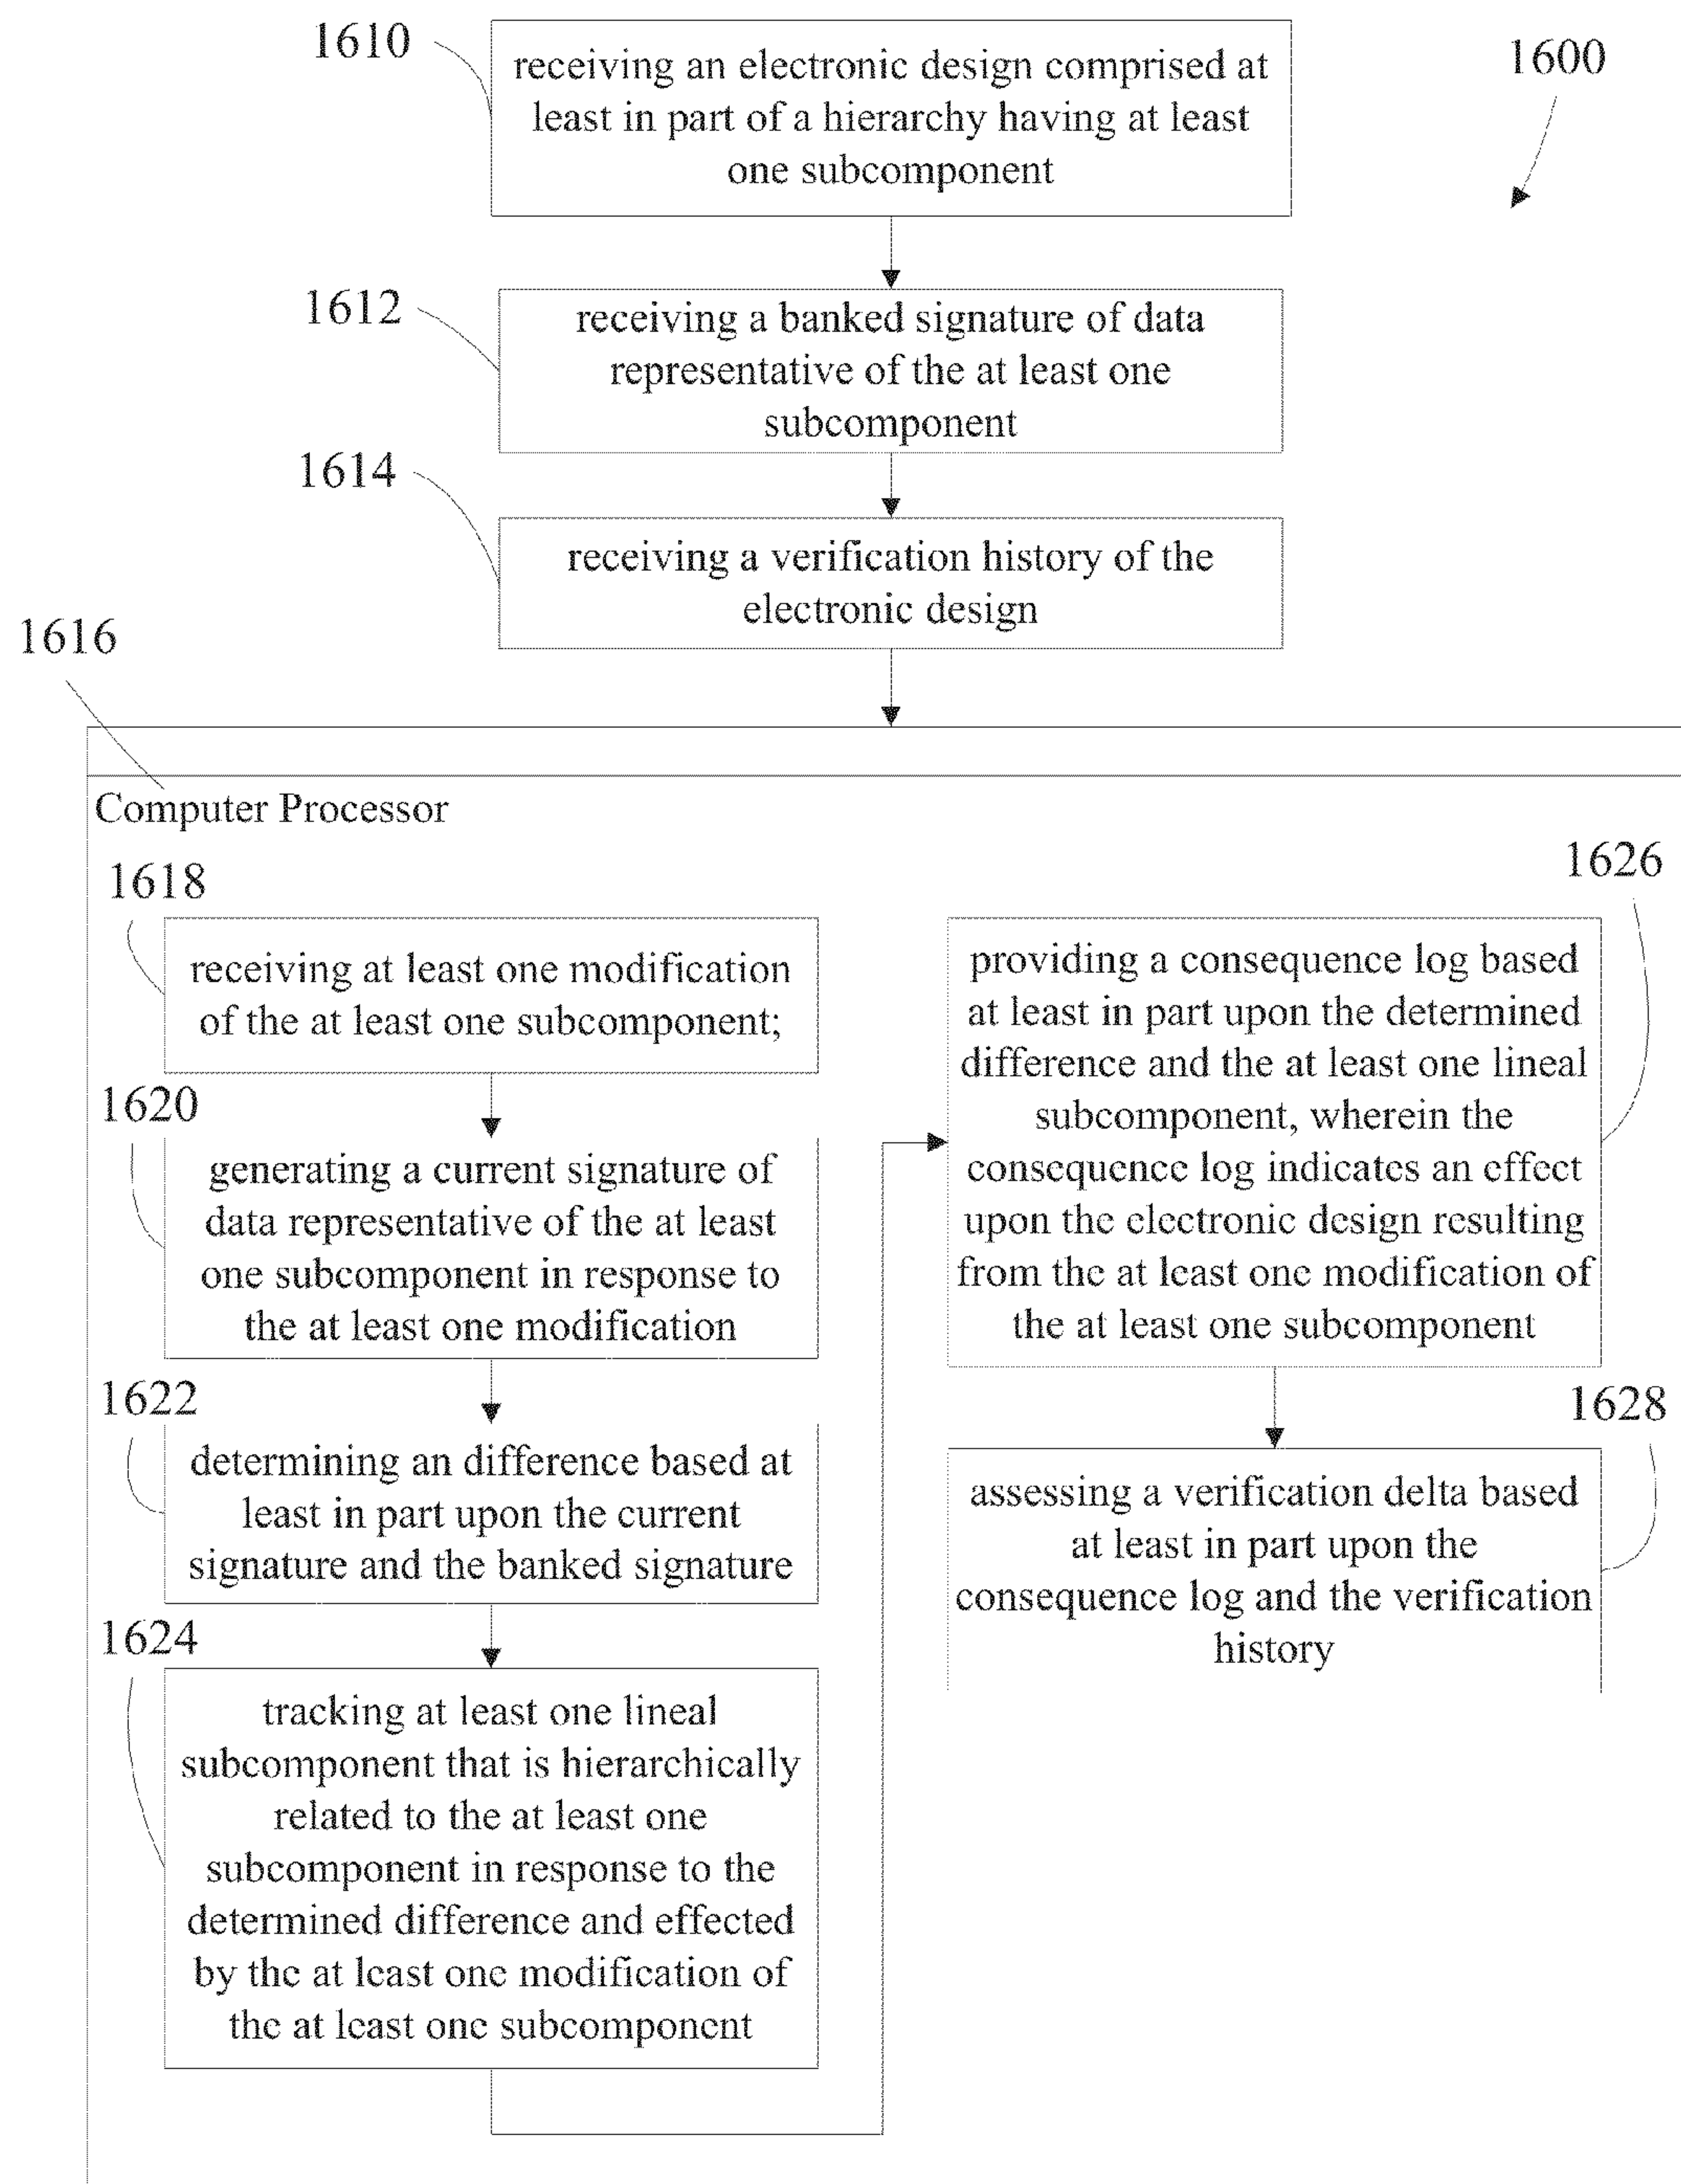 1610
receiving an electronic design comprised at
least in part of a hierarchy having at least
one subcomponent
1600
1612
receiving a banked signature of data
representative of the at least one
subcomponent
1614
receiving a verification history of the
electronic design
1616
Computer Processor
1618
receiving at least one modification
of the at least one subcomponent;
1620
generating a current signature of
data representative of the at least
one subcomponent in response to
the at least one modification
1622
determining an difference based at
least in part upon the current
signature and the banked signature
1624
tracking at least one lineal
subcomponent that is hierarchically
related to the at least one
subcomponent in response to the
determined difference and effected
by the at least one modification of
the at least one subcomponent
1626
providing a consequence log based
at least in part upon the determined
difference and the at least one lineal
subcomponent, wherein the
consequence log indicates an effect
upon the electronic design resulting
from the at least one modification of
the at least one subcomponent
1628
assessing a verification delta based
at least in part upon the
consequence log and the verification
history